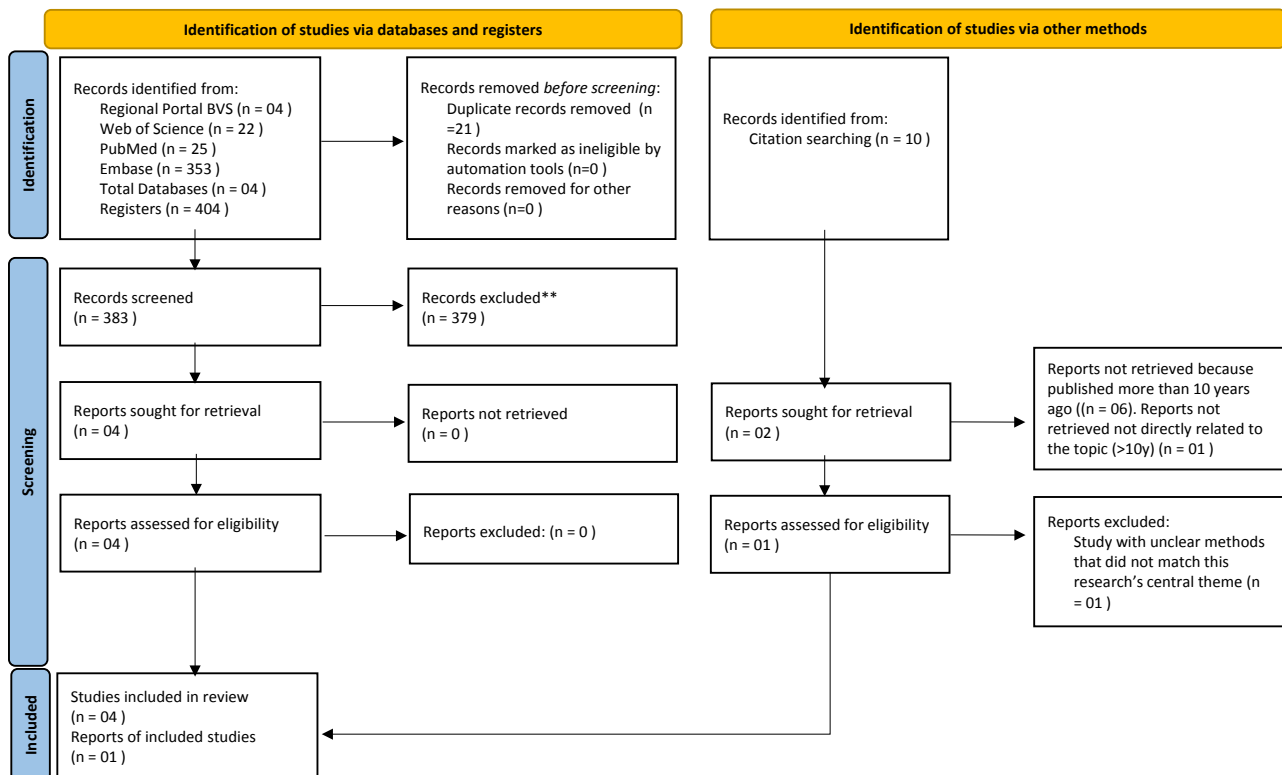 Identification of studies via databases and registers
Identification of studies via other methods
Identification
Records identified from:
Regional Portal BVS (n = 04 )
Web of Science (n = 22 )
PubMed (n = 25 )
Embase (n = 353 )
Total Databases (n = 04 )
Registers (n = 404 )
Records removed before screening:
Duplicate records removed  (n
=21 )
Records marked as ineligible by
automation tools (n=0 )
Records removed for other
reasons (n=0 )
Records identified from:
Citation searching (n = 10 )
Screening
Records screened
(n = 383 )
Records excluded**
(n = 379 )
Reports sought for retrieval
(n = 04 )
Reports not retrieved
(n = 0 )
Reports sought for retrieval
(n = 02 )
Reports not retrieved because
published more than 10 years
ago ((n = 06). Reports not
retrieved not directly related to
the topic (>10y) (n = 01 )
Reports assessed for eligibility
(n = 04 )
Reports excluded: (n = 0 )
Reports assessed for eligibility
(n = 01 )
Reports excluded:
Study with unclear methods
that did not match this
research’s central theme (n
= 01 )
Included
Studies included in review
(n = 04 )
Reports of included studies
(n = 01 )